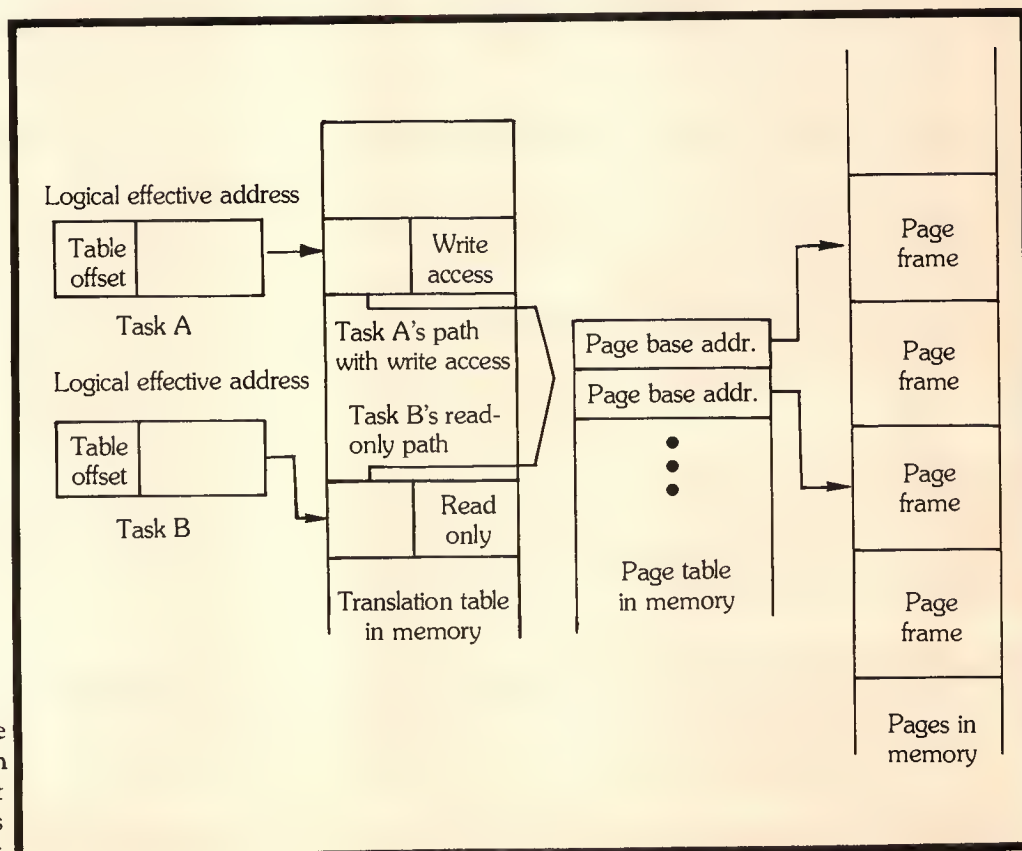 Logical effective address
Table
offset
Task A
Logical effective address
Table
offset
Task B
Write
access
Task A's path
with write access
Task B's read-
only path
Read
only
Translation table
in memory
Page base addr.
Page base addr.
Page table
in memory
Page
frame
Page
frame
Page
frame
Page
frame
Pages in
memory